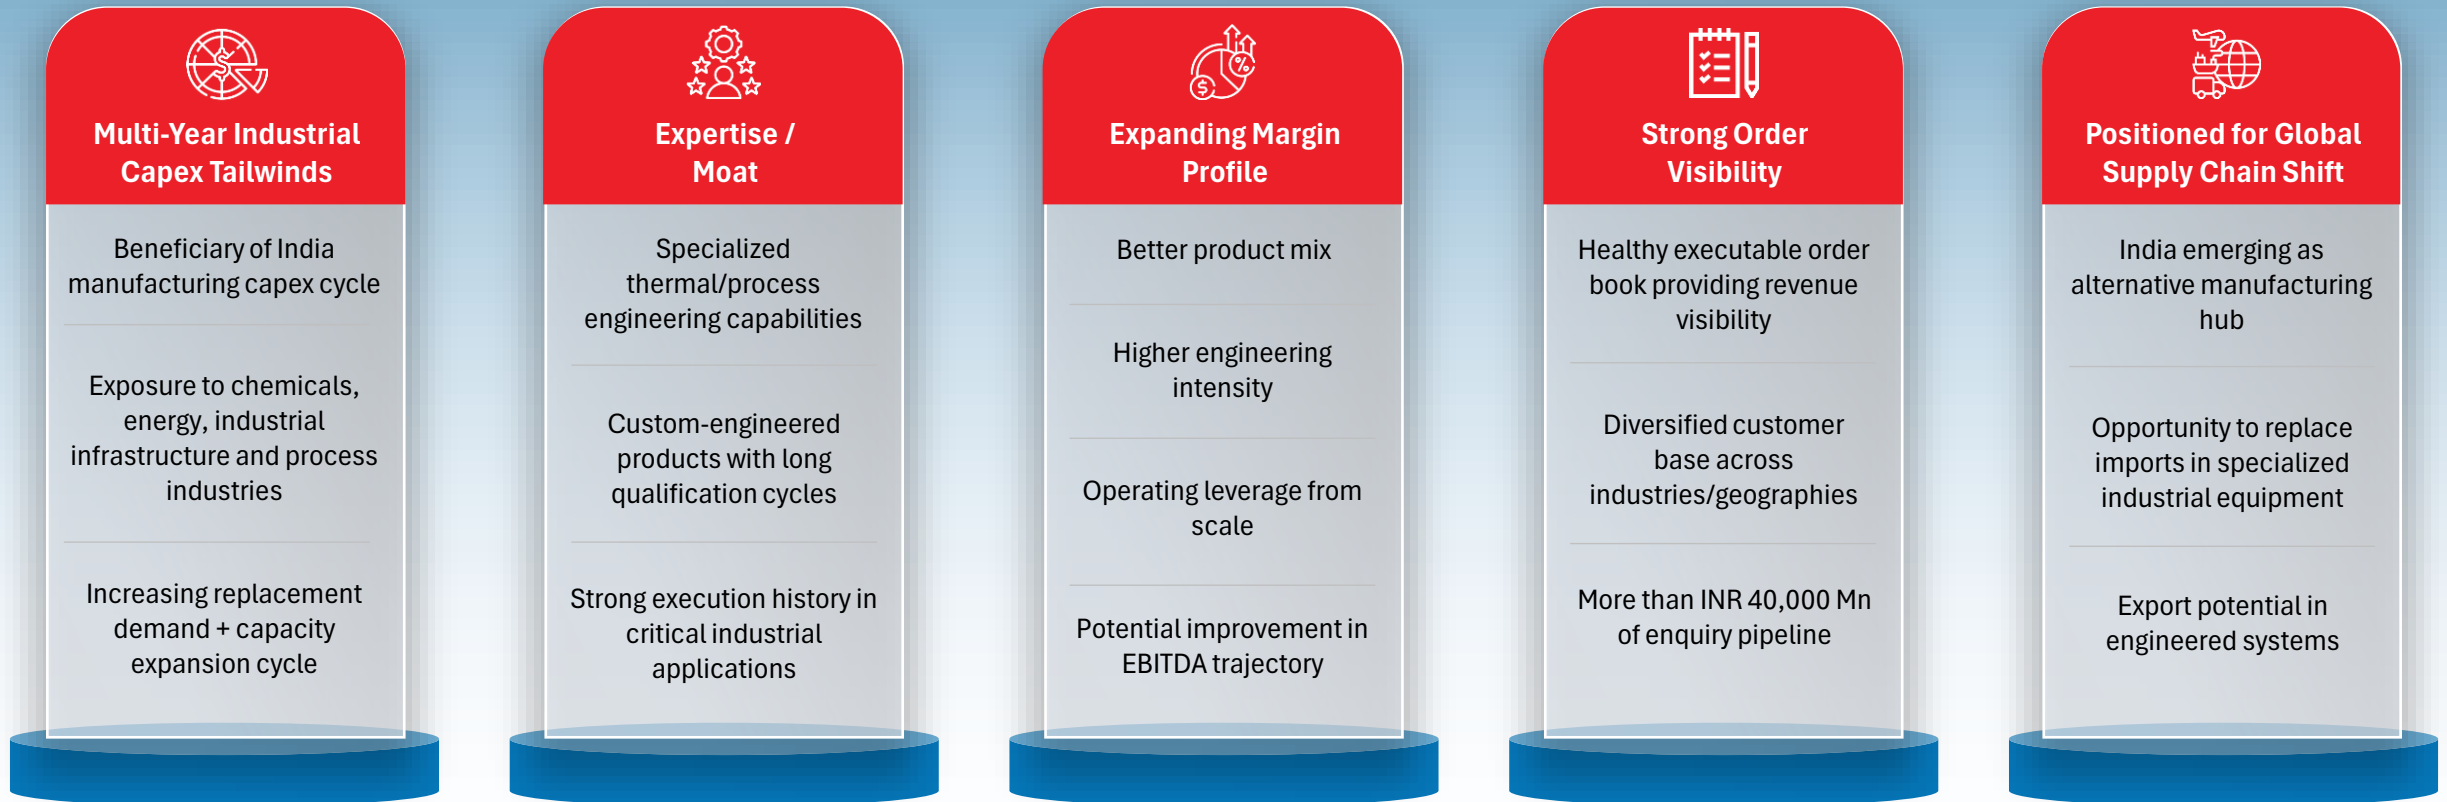 Multi-Year Industrial
Capex Tailwinds
Beneficiary of India
manufacturing capex cycle
Exposure to chemicals,
energy, industrial
infrastructure and process
industries
Increasing replacement
demand + capacity
expansion cycle
Expertise /
Moat
Specialized
thermal/process
engineering capabilities
Custom-engineered
products with long
qualification cycles
Strong execution history in
critical industrial
applications
Expanding Margin
Profile
Better product mix
Higher engineering
intensity
Operating leverage from
scale
Potential improvement in
EBITDA trajectory
Strong Order
Visibility
Healthy executable order
book providing revenue
visibility
Diversified customer
base across
industries/geographies
More than INR 40,000 Mn
of enquiry pipeline
Positioned for Global
Supply Chain Shift
India emerging as
alternative manufacturing
hub
Opportunity to replace
imports in specialized
industrial equipment
Export potential in
engineered systems